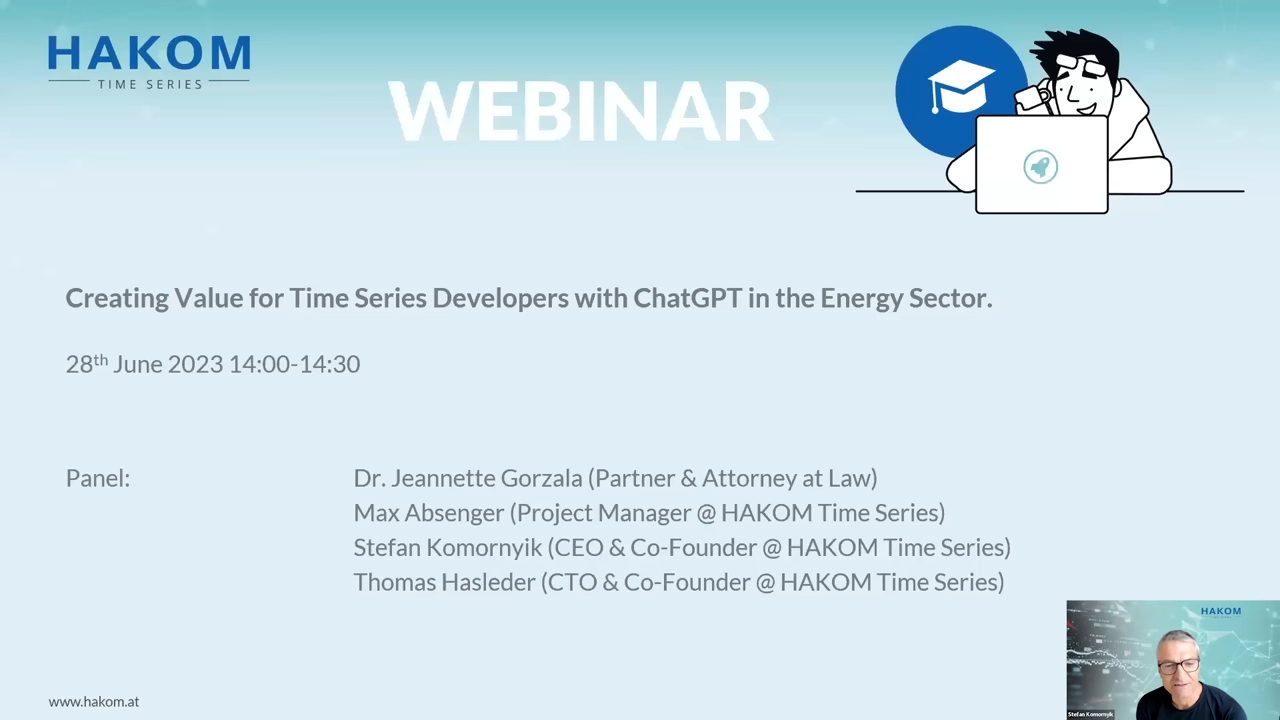 HAKOM
TIME SERIES
WEBINAR
Creating Value for Time Series Developers with ChatGPT in the Energy Sector.
28th June 2023 14:00-14:30
Panel: Dr. Jeannette Gorzala (Partner & Attorney at Law)
Max Absenger (Project Manager @ HAKOM Time Series)
Stefan Komornyik (CEO & Co-Founder @ HAKOM Time Series)
Thomas Hasleder (CTO & Co-Founder @ HAKOM Time Series)
HAKOM
Stefan Komornyik
www.hakom.at